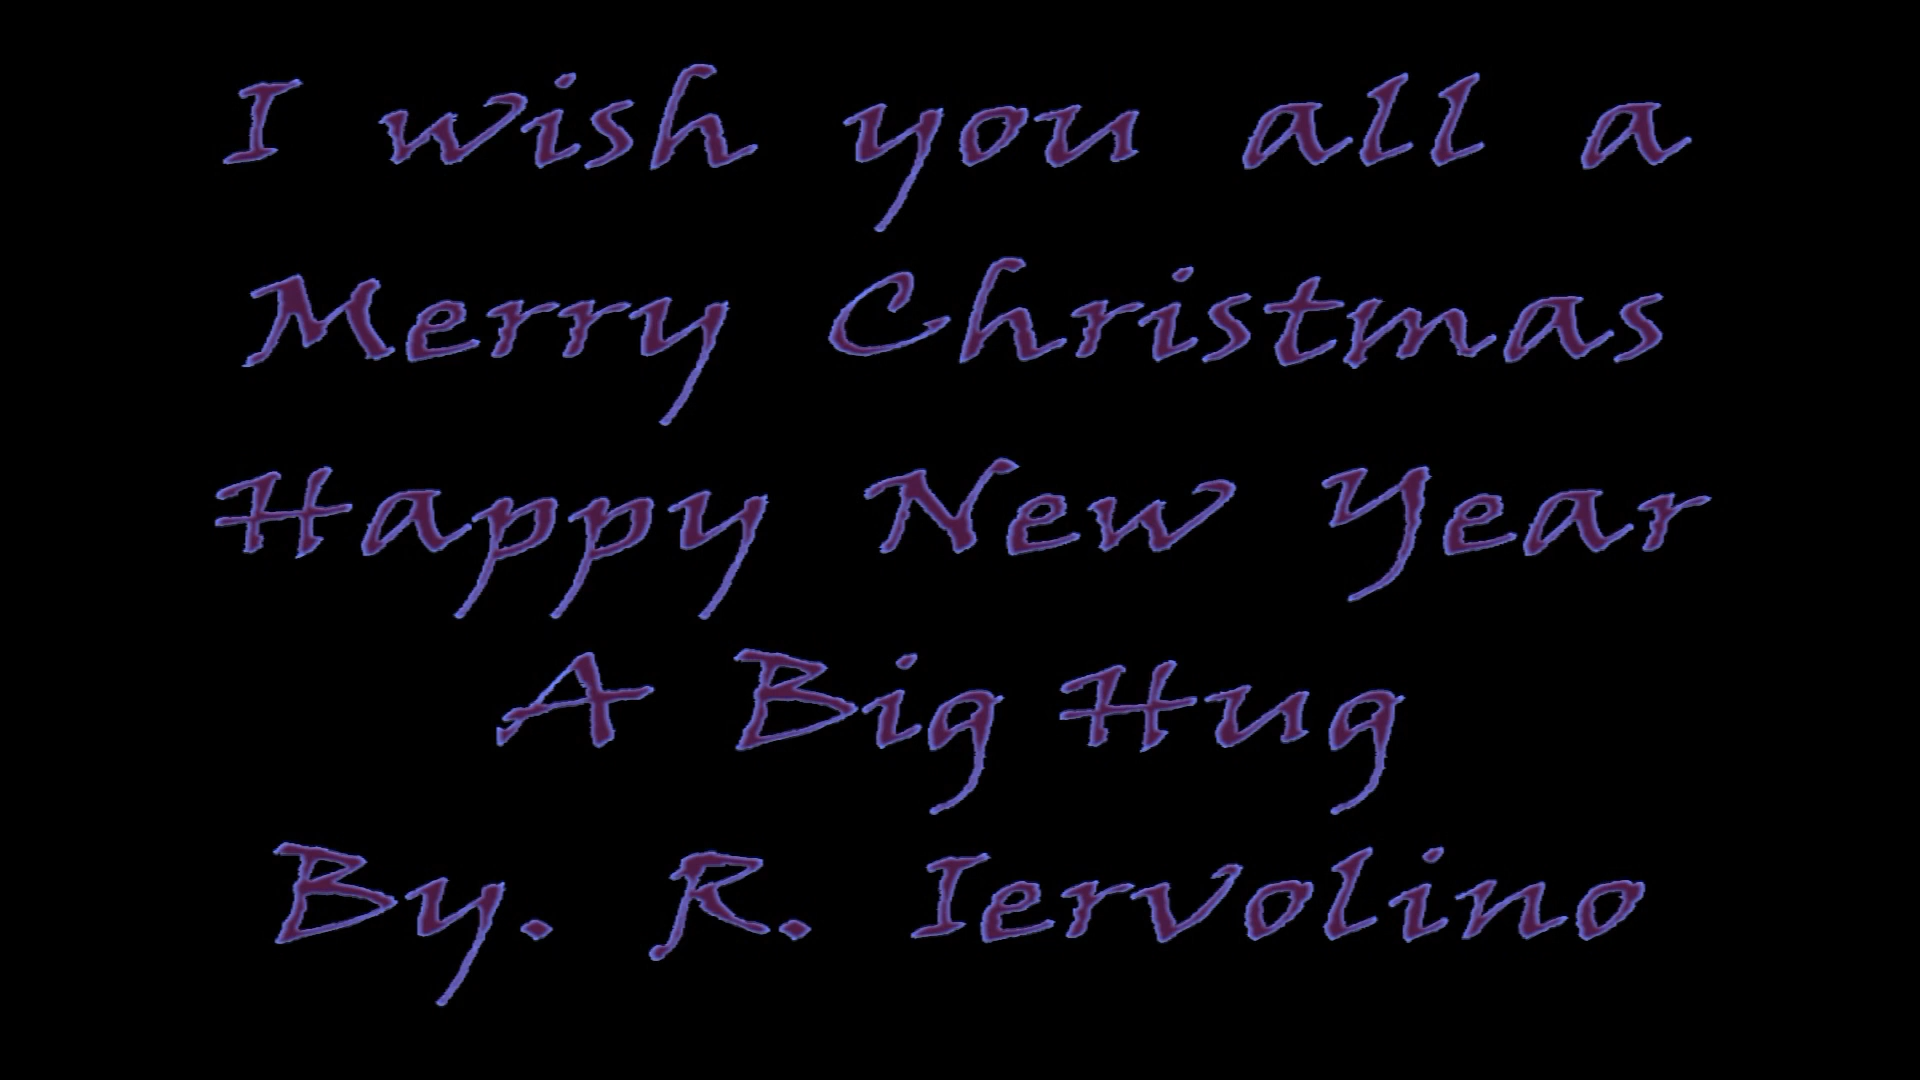 I wish you all a
Merry Christmas
Happy New Year
A Big Hug
By. R. Iervolino